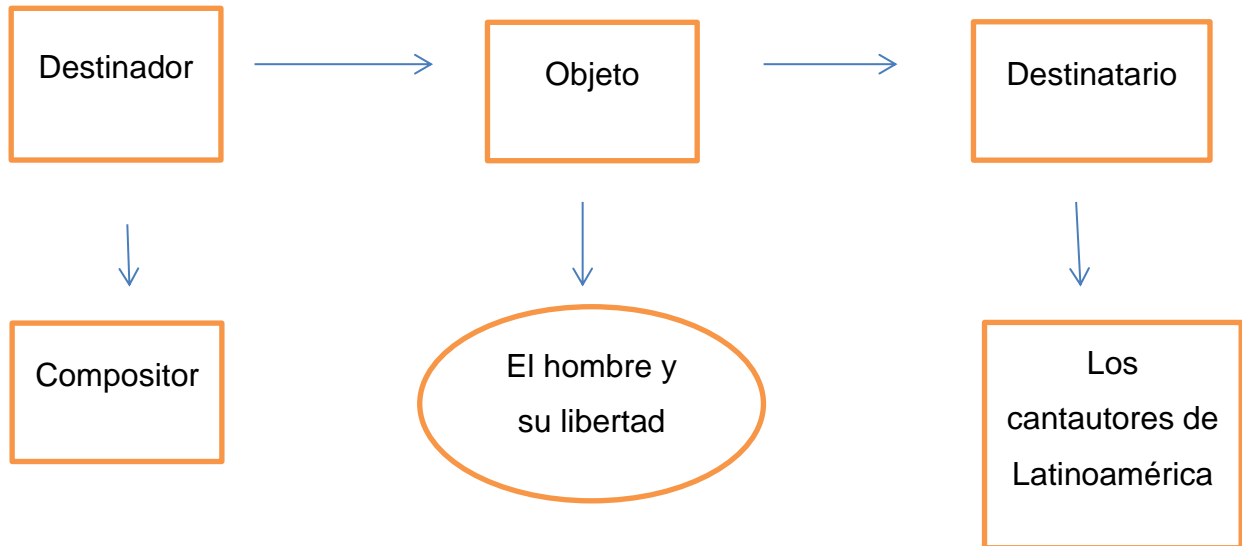 Destinador
Objeto
Destinatario
Compositor
El hombre y
su libertad
Los
cantautores de
Latinoamérica